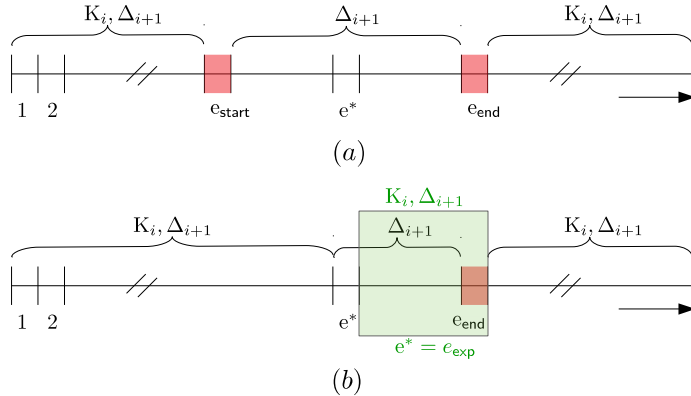 K_i, Δ_{i+1} Δ_{i+1} K_i, Δ_{i+1}
1 2 e_start e* e_end
(a)
K_i, Δ_{i+1}
K_i, Δ_{i+1} Δ_{i+1} K_i, Δ_{i+1}
1 2 e* e_end
e* = e_exp
(b)